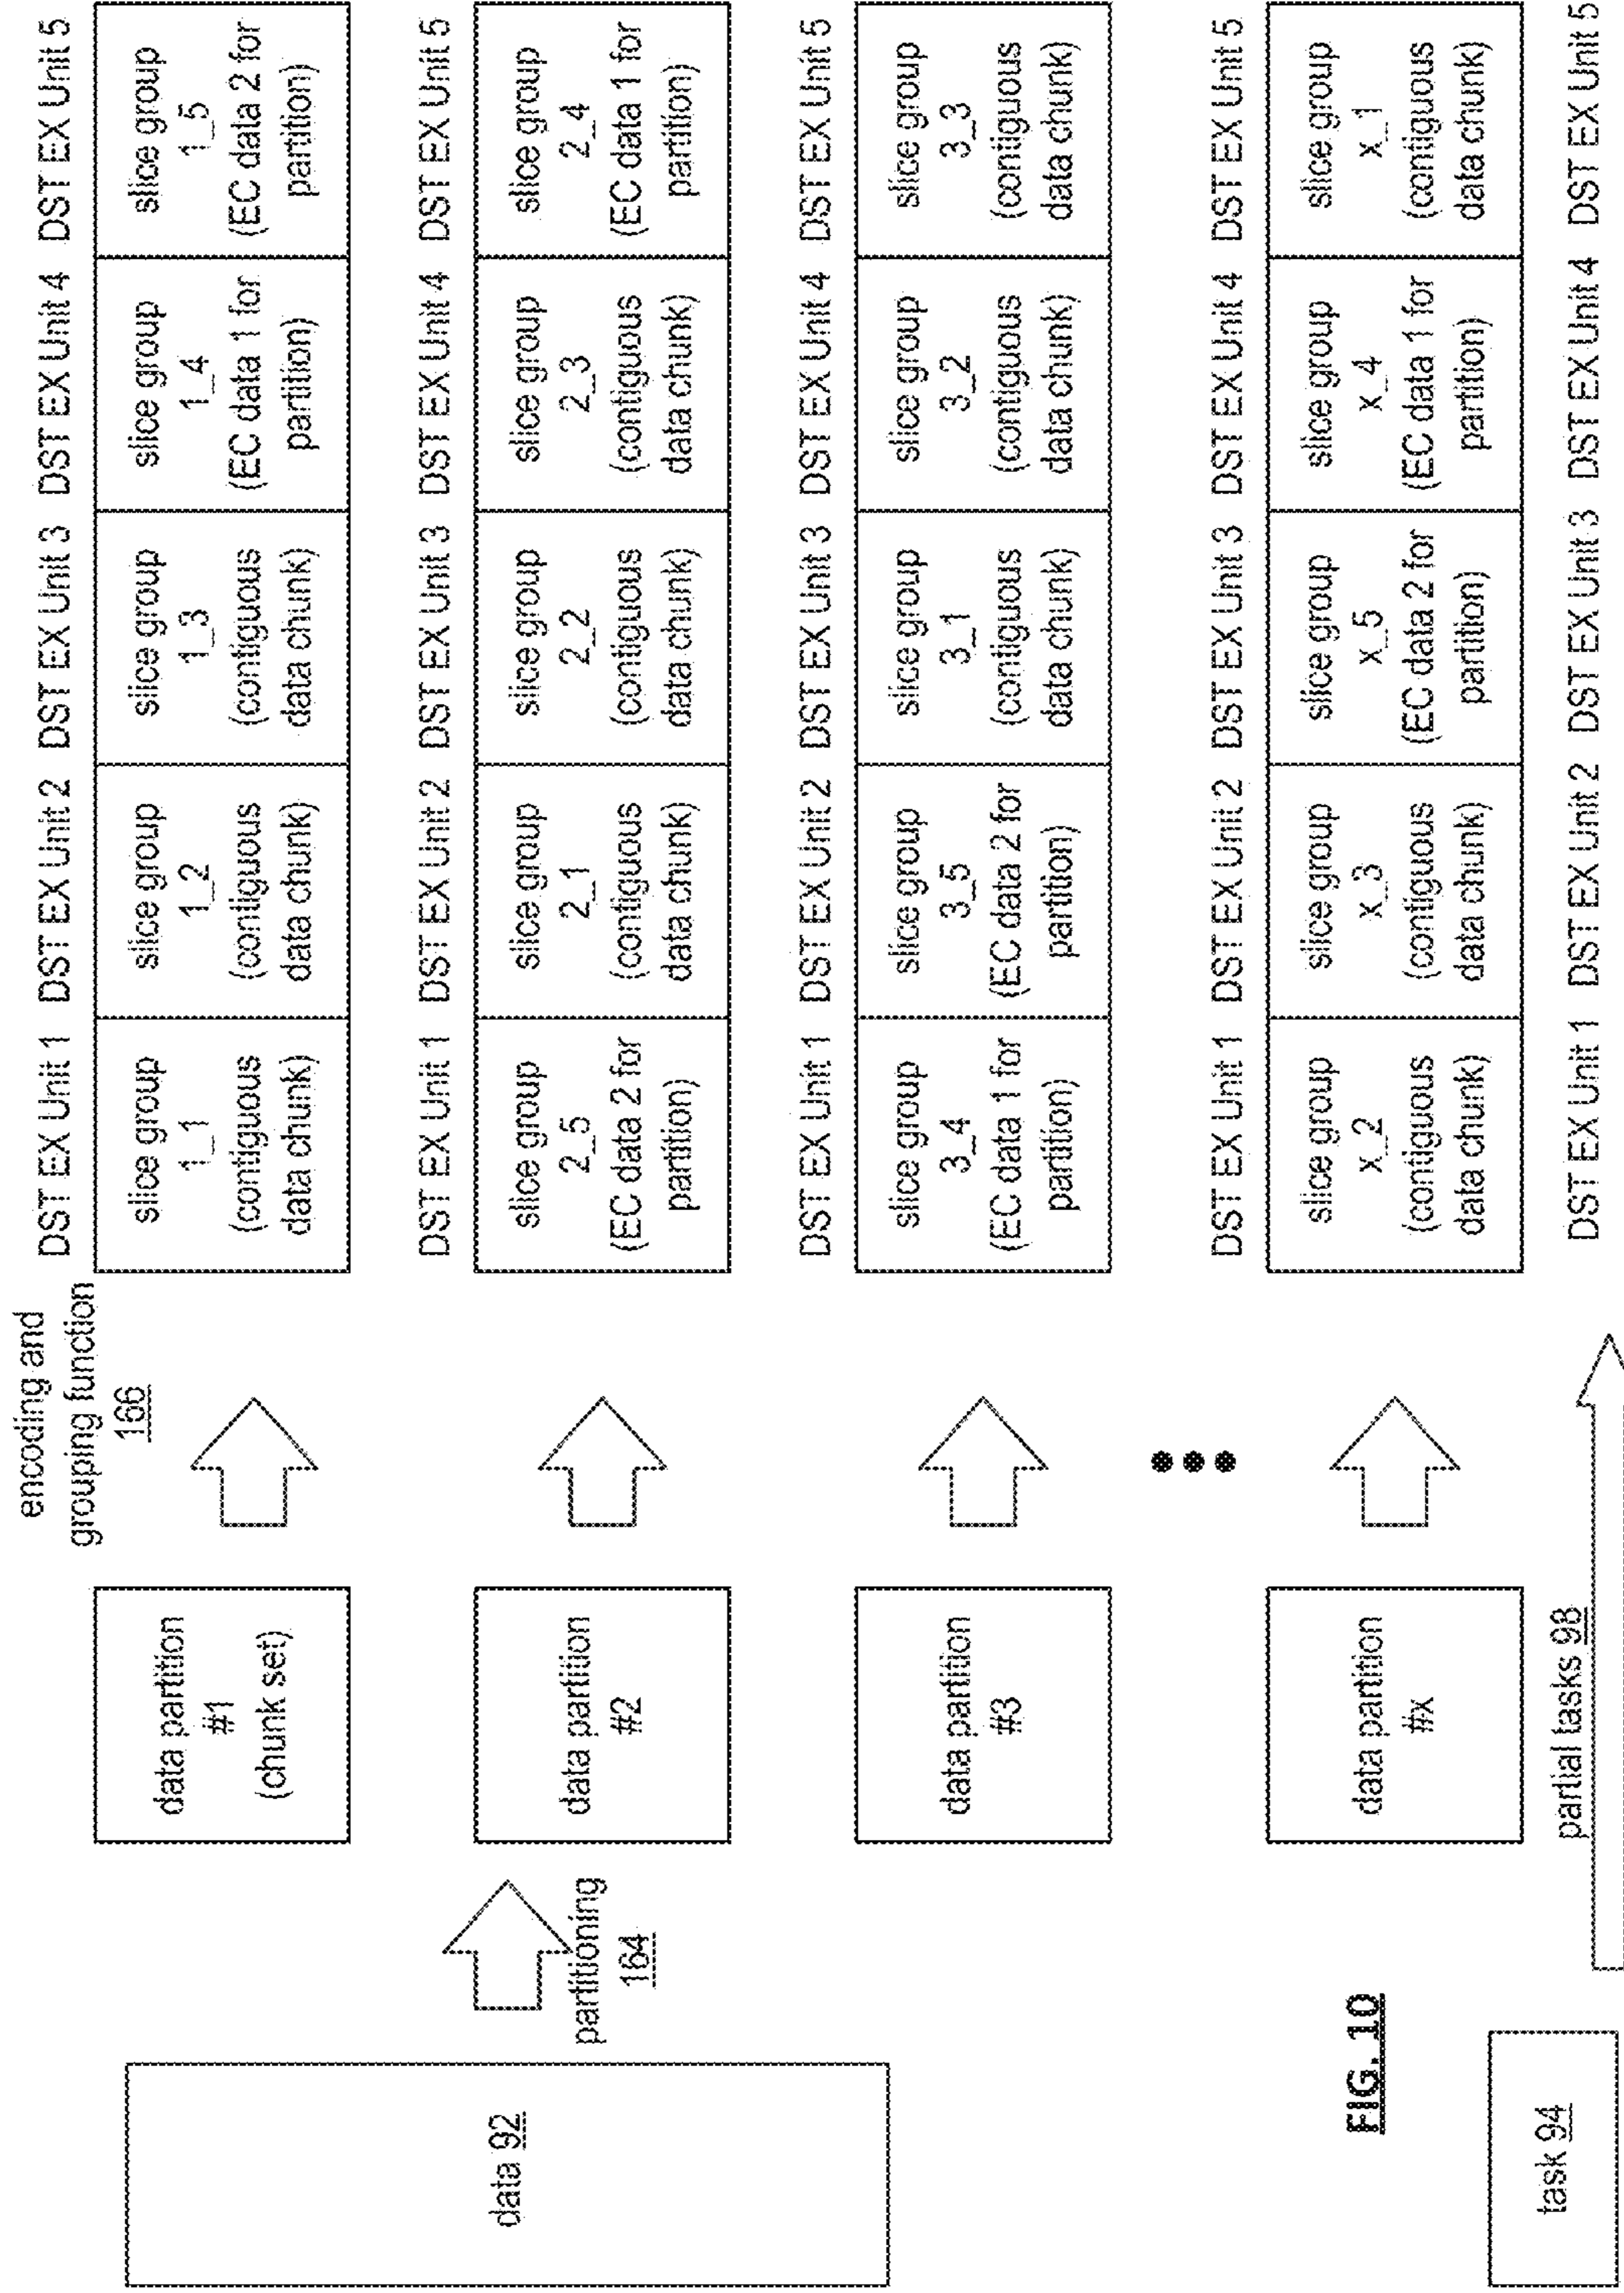 data 92
partitioning
164
data partition
#1
(chunk set)
encoding and
grouping function
166
DST EX Unit 1 DST EX Unit 2 DST EX Unit 3 DST EX Unit 4 DST EX Unit 5
slice group
1_1
(contiguous
data chunk)
slice group
1_2
(contiguous
data chunk)
slice group
1_3
(contiguous
data chunk)
slice group
1_4
(EC data 1 for
partition)
slice group
1_5
(EC data 2 for
partition)
data partition
#2
DST EX Unit 1 DST EX Unit 2 DST EX Unit 3 DST EX Unit 4 DST EX Unit 5
slice group
2_5
(EC data 2 for
partition)
slice group
2_1
(contiguous
data chunk)
slice group
2_2
(contiguous
data chunk)
slice group
2_3
(contiguous
data chunk)
slice group
2_4
(EC data 1 for
partition)
data partition
#3
DST EX Unit 1 DST EX Unit 2 DST EX Unit 3 DST EX Unit 4 DST EX Unit 5
slice group
3_4
(EC data 1 for
partition)
slice group
3_5
(EC data 2 for
partition)
slice group
3_1
(contiguous
data chunk)
slice group
3_2
(contiguous
data chunk)
slice group
3_3
(contiguous
data chunk)
data partition
#x
DST EX Unit 1 DST EX Unit 2 DST EX Unit 3 DST EX Unit 4 DST EX Unit 5
slice group
x_2
(contiguous
data chunk)
slice group
x_3
(contiguous
data chunk)
slice group
x_5
(EC data 2 for
partition)
slice group
x_4
(EC data 1 for
partition)
slice group
x_1
(contiguous
data chunk)
FIG. 10
task 94
partial tasks 98
DST EX Unit 1 DST EX Unit 2 DST EX Unit 3 DST EX Unit 4 DST EX Unit 5